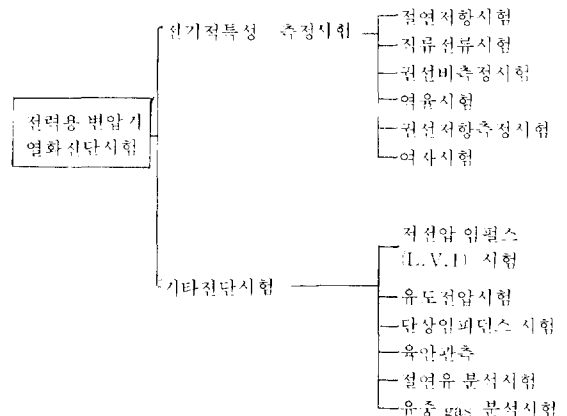 전력용 변압기
열화진단시험
전기적특성 측정시험
절연저항시험
직류전류시험
권선비측정시험
역율시험
권선저항측정시험
여자시험
기타진단시험
저전압 임펄스
(L.V.I) 시험
유도전압시험
단상임피던스 시험
육안관측
절연유 분석시험
유중 gas 분석시험